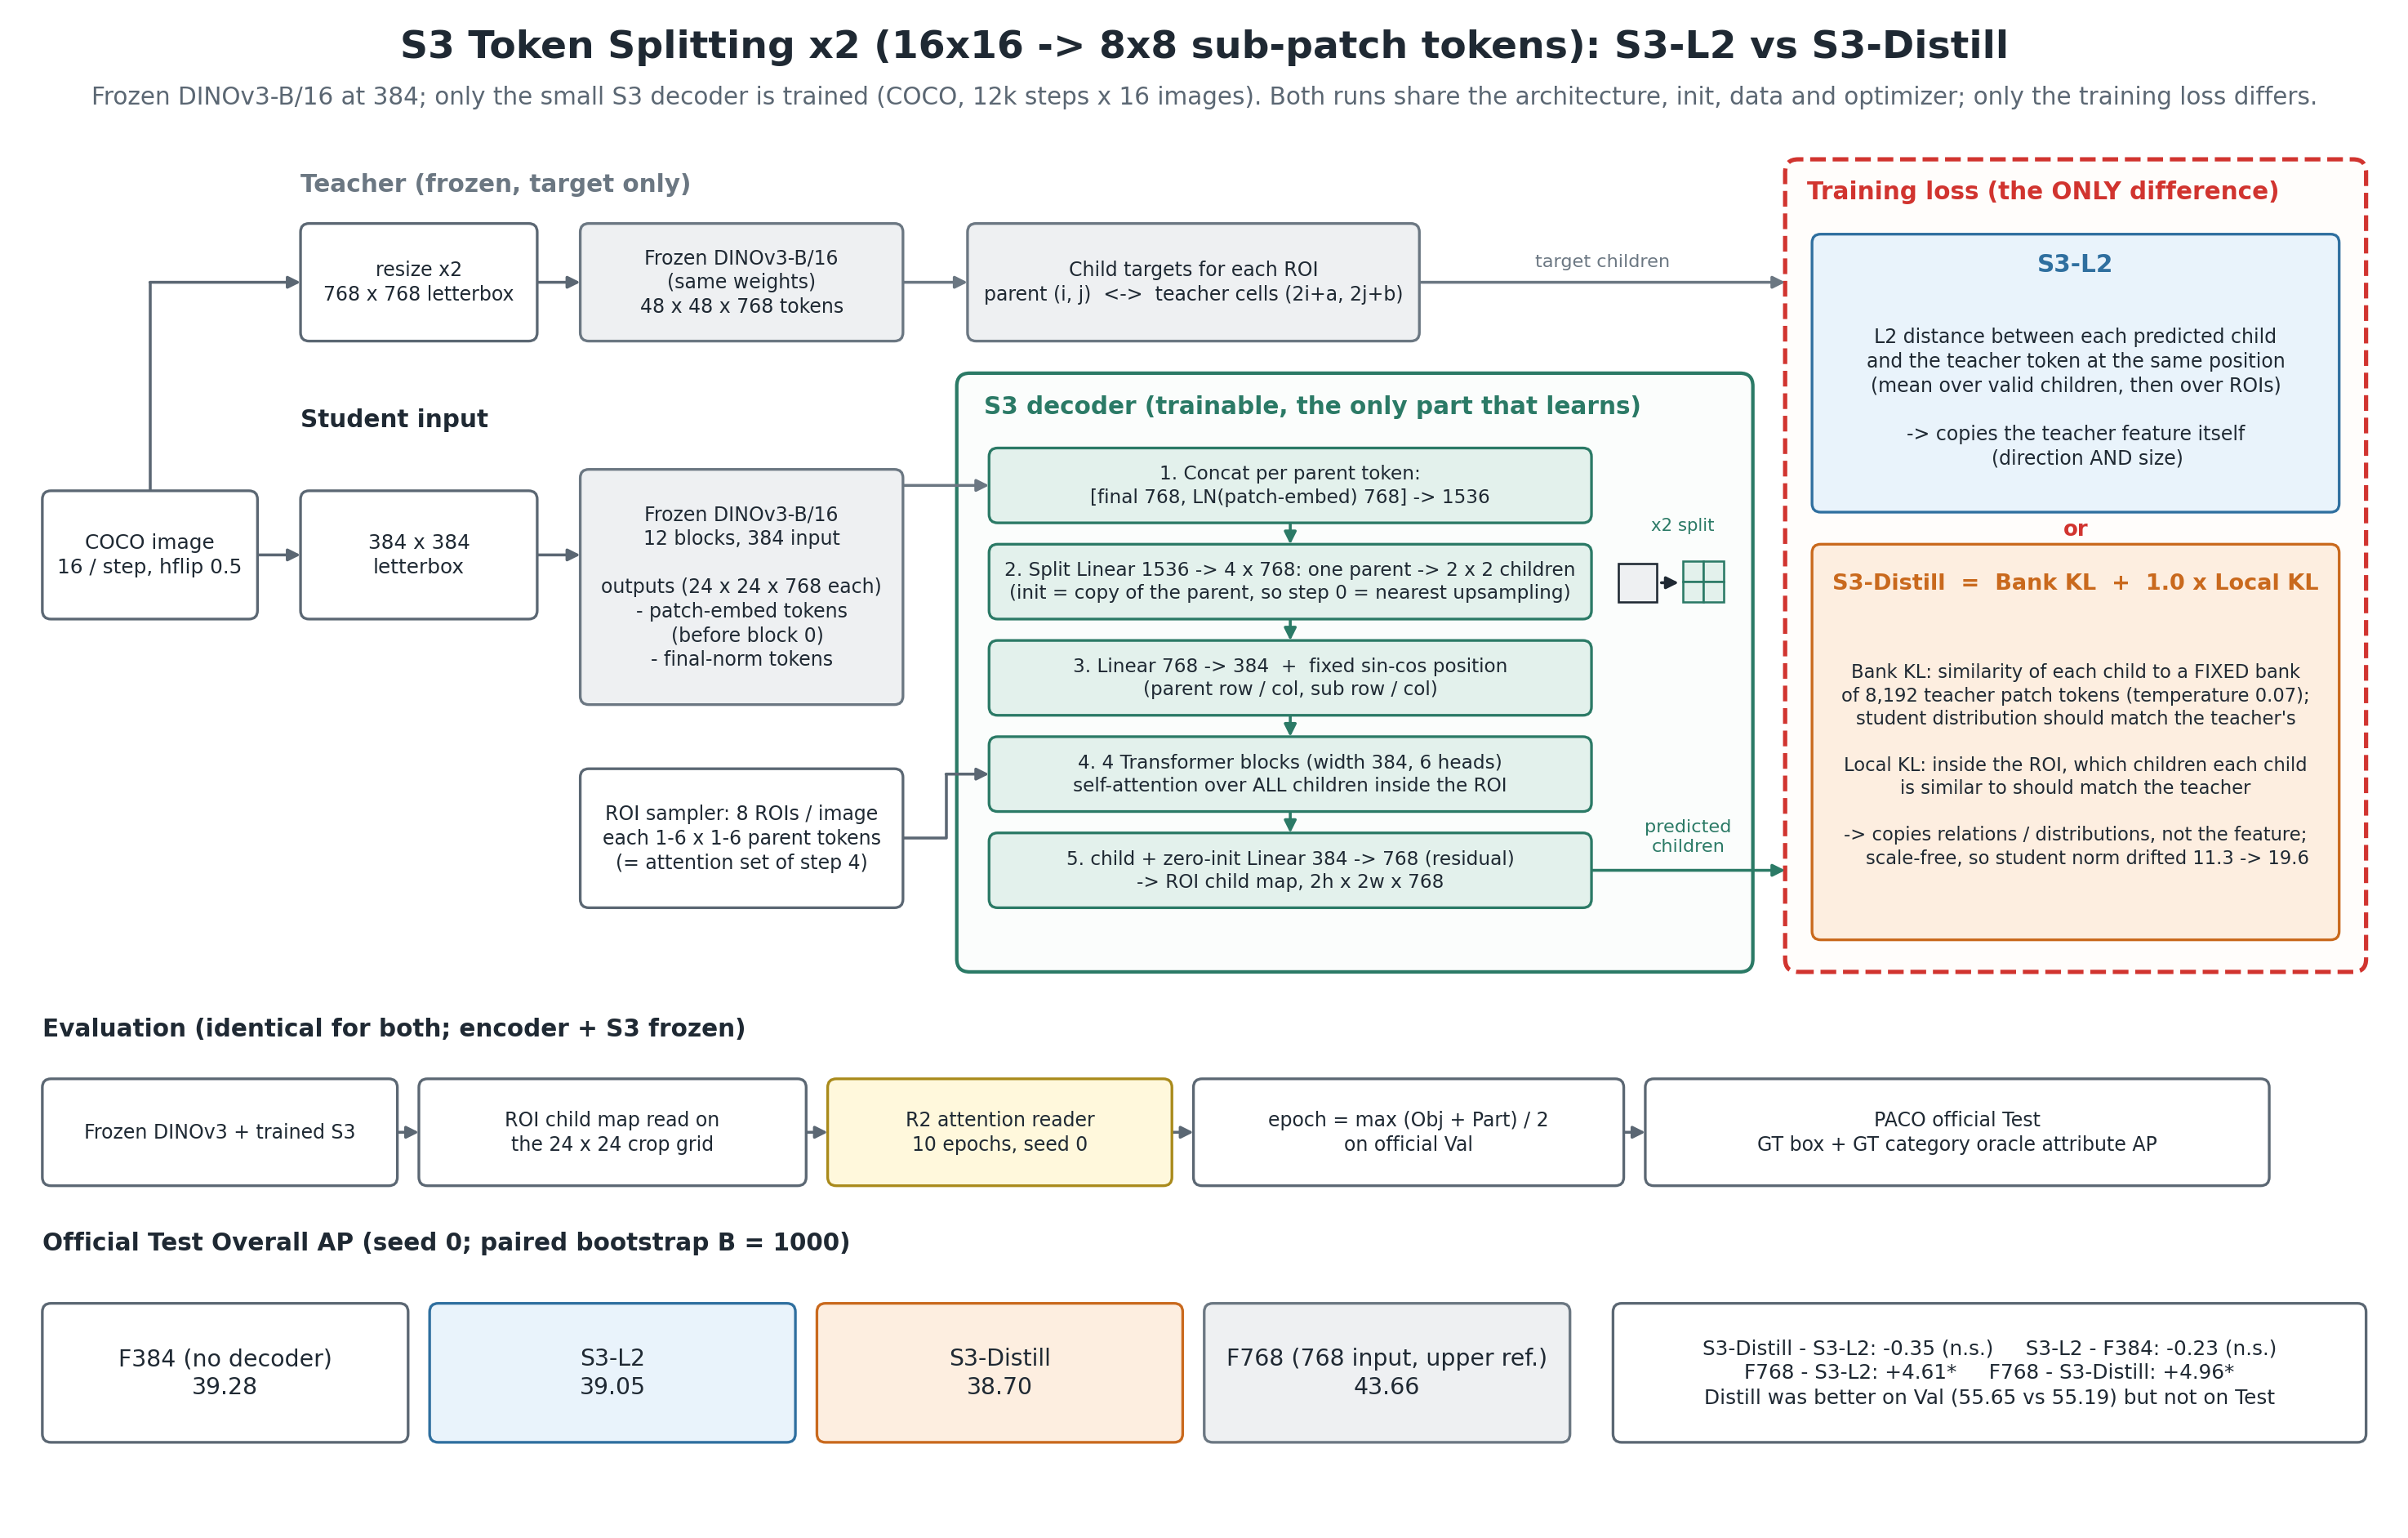 S3 Token Splitting x2 (16x16 -> 8x8 sub-patch tokens): S3-L2 vs S3-Distill
Frozen DINOv3-B/16 at 384; only the small S3 decoder is trained (COCO, 12k steps x 16 images). Both runs share the architecture, init, data and optimizer; only the training loss differs.
Teacher (frozen, target only)
resize x2
768 x 768 letterbox
Frozen DINOv3-B/16
(same weights)
48 x 48 x 768 tokens
Child targets for each ROI
parent (i, j) <-> teacher cells (2i+a, 2j+b)
target children
Student input
COCO image
16 / step, hflip 0.5
384 x 384
letterbox
Frozen DINOv3-B/16
12 blocks, 384 input
outputs (24 x 24 x 768 each)
- patch-embed tokens
(before block 0)
- final-norm tokens
ROI sampler: 8 ROIs / image
each 1-6 x 1-6 parent tokens
(= attention set of step 4)
S3 decoder (trainable, the only part that learns)
1. Concat per parent token:
[final 768, LN(patch-embed) 768] -> 1536
2. Split Linear 1536 -> 4 x 768: one parent -> 2 x 2 children
(init = copy of the parent, so step 0 = nearest upsampling)
x2 split
3. Linear 768 -> 384 + fixed sin-cos position
(parent row / col, sub row / col)
4. 4 Transformer blocks (width 384, 6 heads)
self-attention over ALL children inside the ROI
5. child + zero-init Linear 384 -> 768 (residual)
-> ROI child map, 2h x 2w x 768
predicted
children
Training loss (the ONLY difference)
S3-L2
L2 distance between each predicted child
and the teacher token at the same position
(mean over valid children, then over ROIs)
-> copies the teacher feature itself
(direction AND size)
or
S3-Distill = Bank KL + 1.0 x Local KL
Bank KL: similarity of each child to a FIXED bank
of 8,192 teacher patch tokens (temperature 0.07);
student distribution should match the teacher's
Local KL: inside the ROI, which children each child
is similar to should match the teacher
-> copies relations / distributions, not the feature;
scale-free, so student norm drifted 11.3 -> 19.6
Evaluation (identical for both; encoder + S3 frozen)
Frozen DINOv3 + trained S3
ROI child map read on
the 24 x 24 crop grid
R2 attention reader
10 epochs, seed 0
epoch = max (Obj + Part) / 2
on official Val
PACO official Test
GT box + GT category oracle attribute AP
Official Test Overall AP (seed 0; paired bootstrap B = 1000)
F384 (no decoder)
39.28
S3-L2
39.05
S3-Distill
38.70
F768 (768 input, upper ref.)
43.66
S3-Distill - S3-L2: -0.35 (n.s.) S3-L2 - F384: -0.23 (n.s.)
F768 - S3-L2: +4.61* F768 - S3-Distill: +4.96*
Distill was better on Val (55.65 vs 55.19) but not on Test